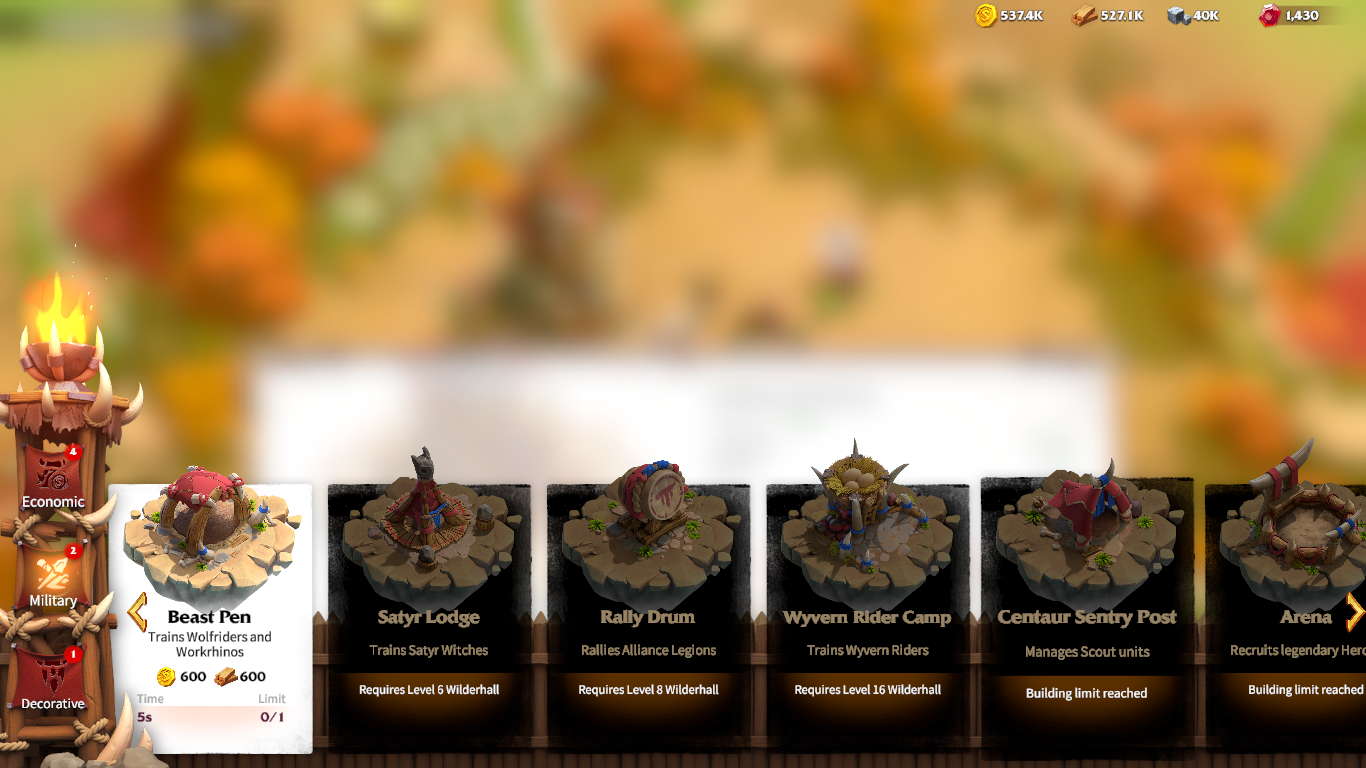 537.4K 527.1K 40K 1,430
4
Economic
2
Military
1
Decorative
Beast Pen
Trains Wolfriders and
Workrhinos
600 600
Time Limit
5s 0/1
Satyr Lodge
Trains Satyr Witches
Requires Level 6 Wilderhall
Rally Drum
Rallies Alliance Legions
Requires Level 8 Wilderhall
Wyvern Rider Camp
Trains Wyvern Riders
Requires Level 16 Wilderhall
Centaur Sentry Post
Manages Scout units
Building limit reached
Arena
Recruits legendary Hero
Building limit reached